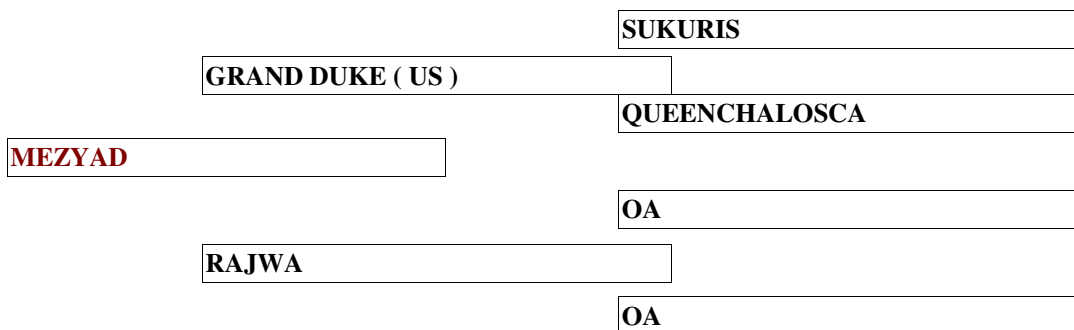 SUKURIS
GRAND DUKE ( US )
QUEENCHALOSCA
MEZYAD
OA
RAJWA
OA